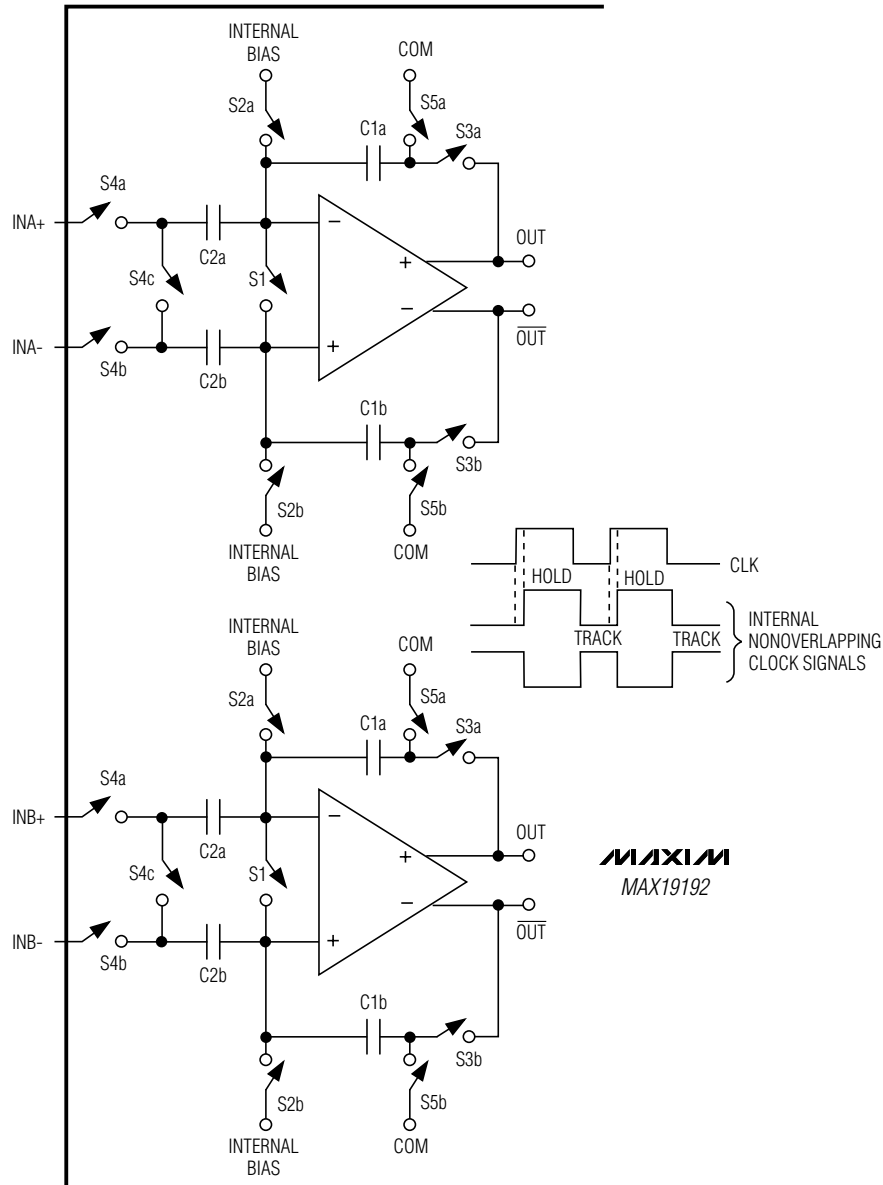 INTERNAL
BIAS
COM
S2a
S5a
C1a
S3a
S4a
INA+
−
OUT
C2a
+
S4c
S1
−
OUT
INA-
+
S4b
C2b
C1b
S3b
S2b
S5b
INTERNAL
BIAS
COM
CLK
HOLD
HOLD
TRACK
TRACK
INTERNAL
NONOVERLAPPING
CLOCK SIGNALS
INTERNAL
BIAS
COM
S2a
S5a
C1a
S3a
S4a
INB+
−
OUT
C2a
+
S4c
S1
−
OUT
INB-
+
S4b
C2b
C1b
S3b
S2b
S5b
INTERNAL
BIAS
COM
MAXIM
MAX19192